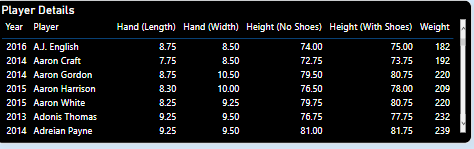 Player Details
Year Player Hand (Length) Hand (Width) Height (No Shoes) Height (With Shoes) Weight
2016 A.J. English 8.75 8.50 74.00 75.00 182
2014 Aaron Craft 7.75 8.50 72.75 73.75 192
2014 Aaron Gordon 8.75 10.50 79.50 80.75 220
2015 Aaron Harrison 8.30 10.00 76.50 78.00 209
2015 Aaron White 8.25 9.25 79.75 80.75 220
2013 Adonis Thomas 9.25 9.50 76.75 77.75 232
2014 Adreian Payne 9.25 9.50 81.00 81.75 239